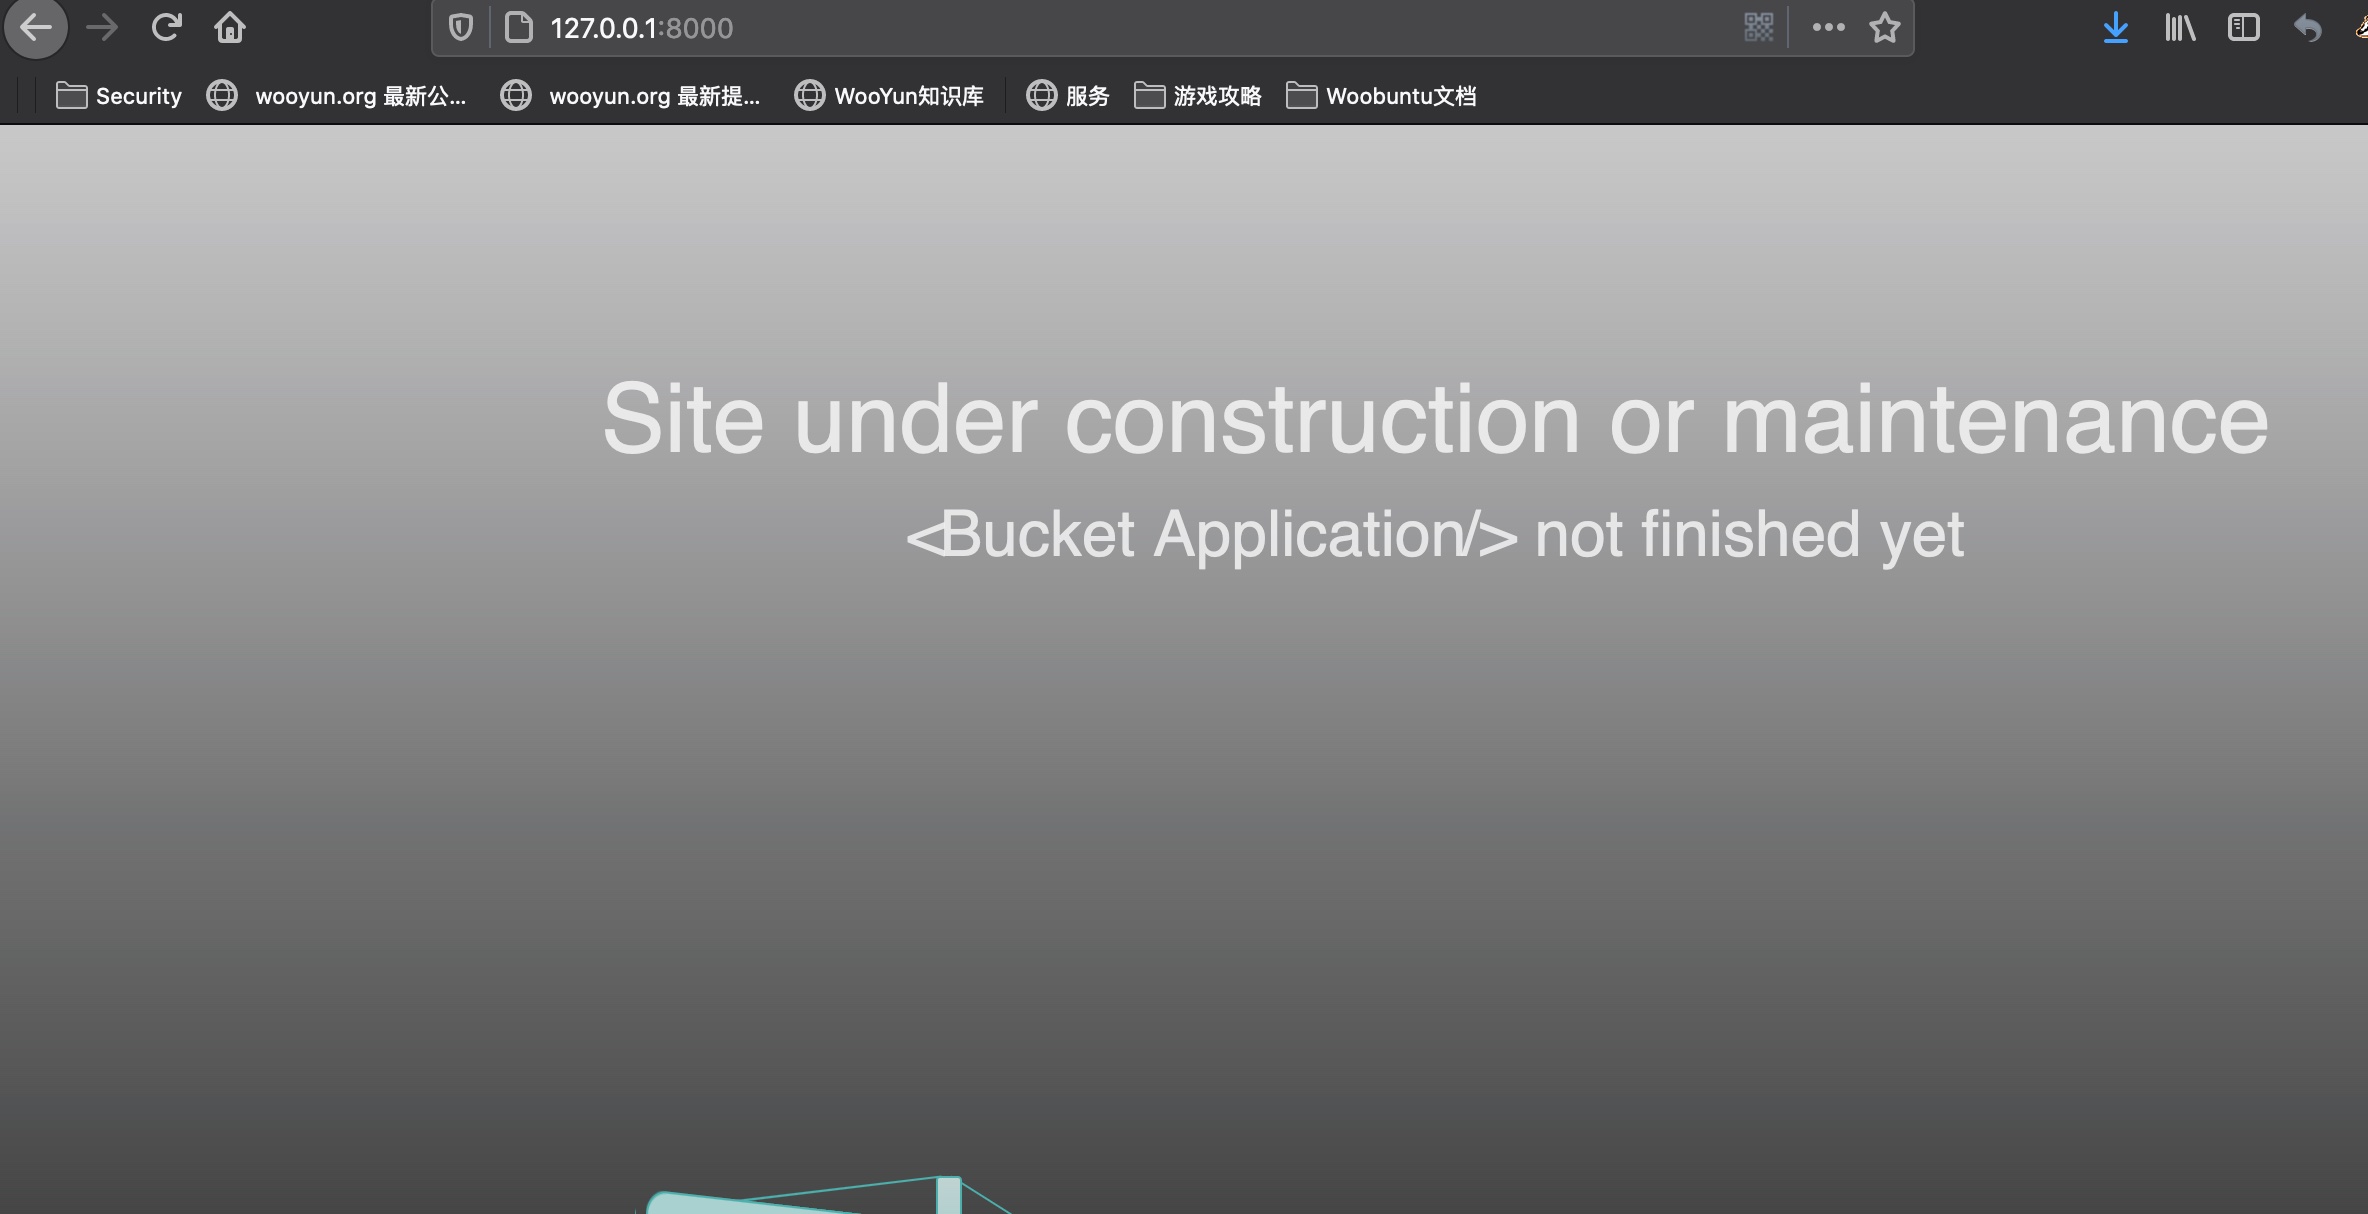 127.0.0.1:8000
Security wooyun.org 最新公... wooyun.org 最新提... WooYun知识库 服务 游戏攻略 Woobuntu文档
Site under construction or maintenance
<Bucket Application/> not finished yet